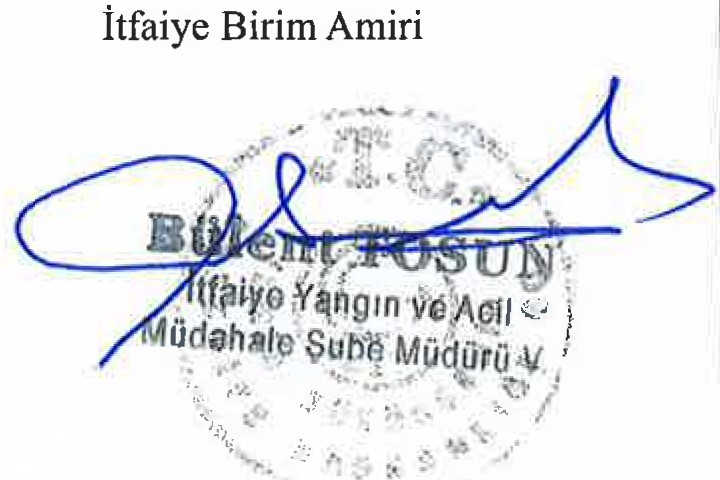 İtfaiye Birim Amiri
T.C.
Bülent TOSUN
İtfaiye Yangın ve Acil
Müdahale Şube Müdürü V.